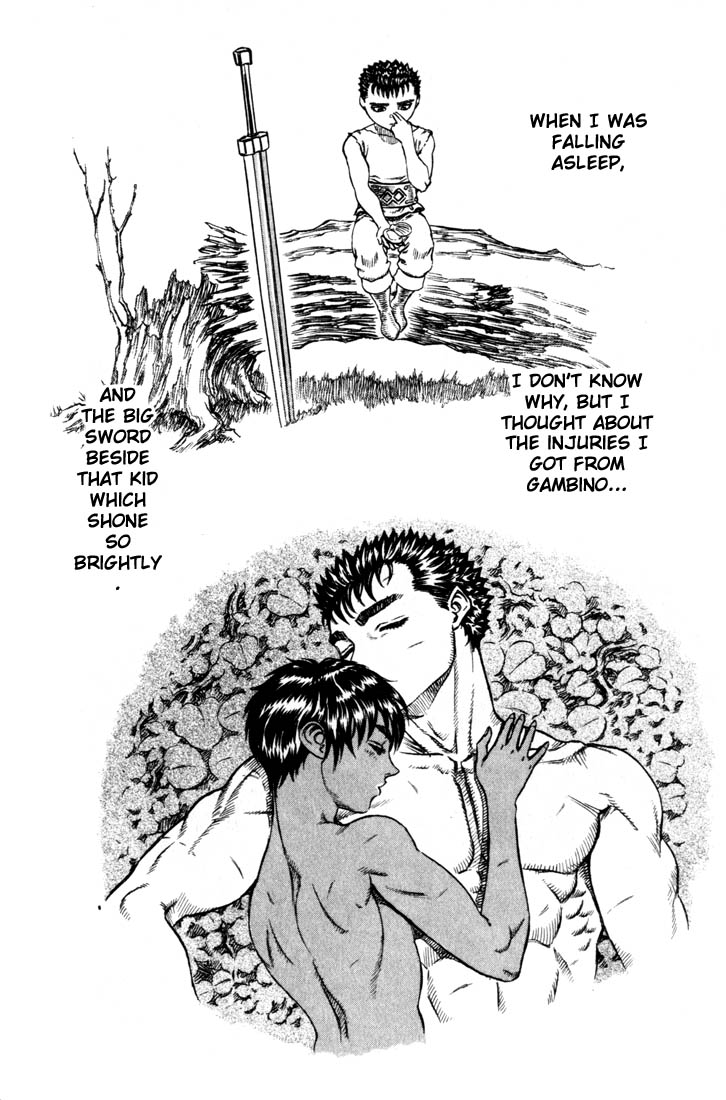 WHEN I WAS
FALLING
ASLEEP,
I DON'T KNOW
WHY, BUT I
THOUGHT ABOUT
THE INJURIES I
GOT FROM
GAMBINO...
AND
THE BIG
SWORD
BESIDE
THAT KID
WHICH
SHONE
SO
BRIGHTLY
.